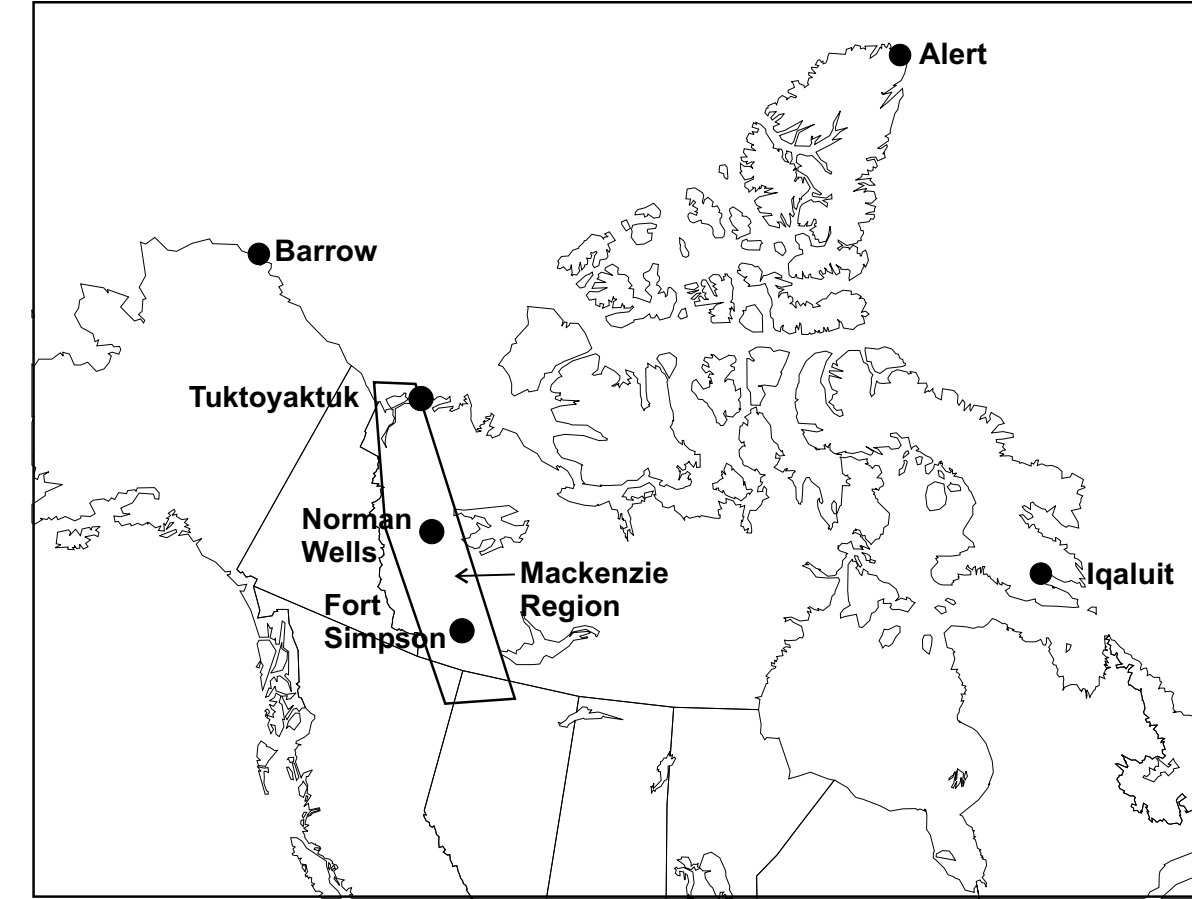 Alert
Barrow
Tuktoyaktuk
Norman
Wells
Mackenzie
Region
Iqaluit
Fort
Simpson